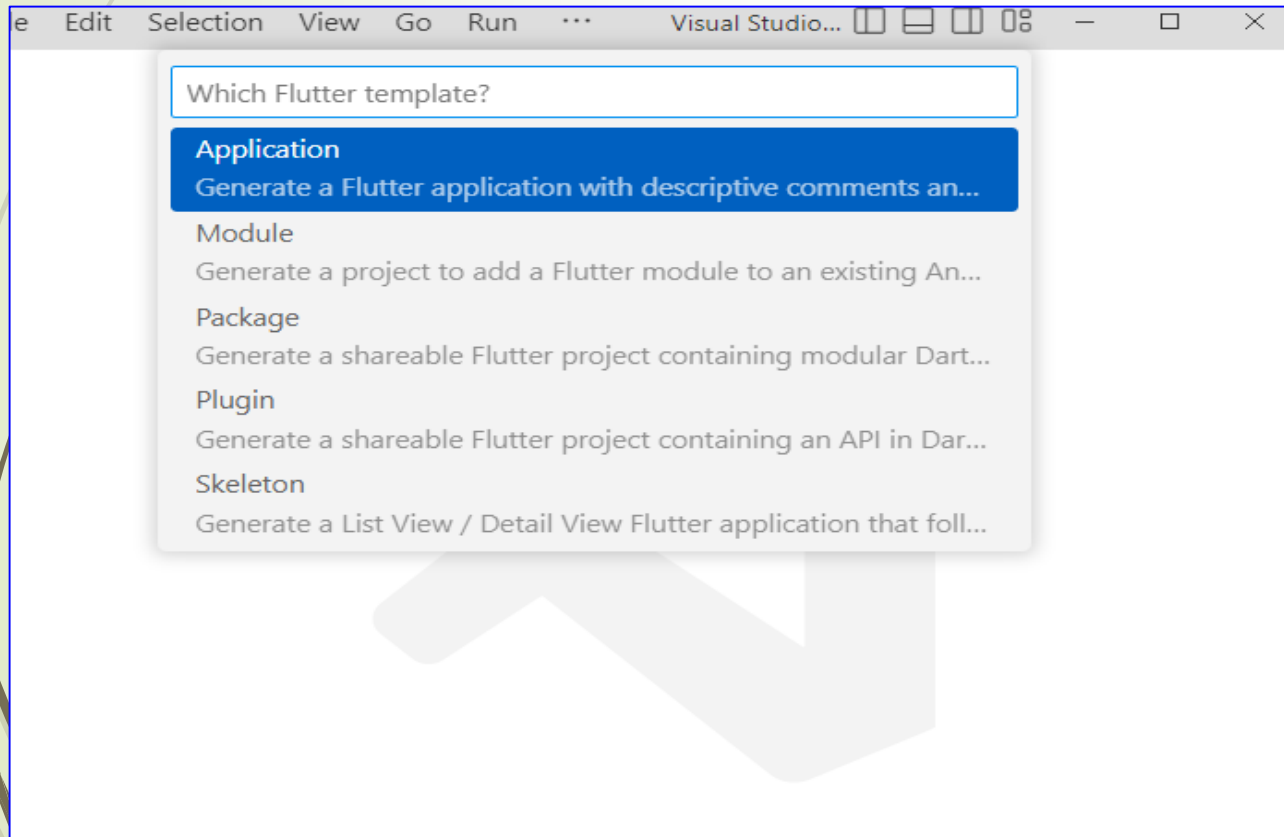 le Edit Selection View Go Run ··· Visual Studio...
Which Flutter template?
Application
Generate a Flutter application with descriptive comments an...
Module
Generate a project to add a Flutter module to an existing An...
Package
Generate a shareable Flutter project containing modular Dart...
Plugin
Generate a shareable Flutter project containing an API in Dar...
Skeleton
Generate a List View / Detail View Flutter application that foll...